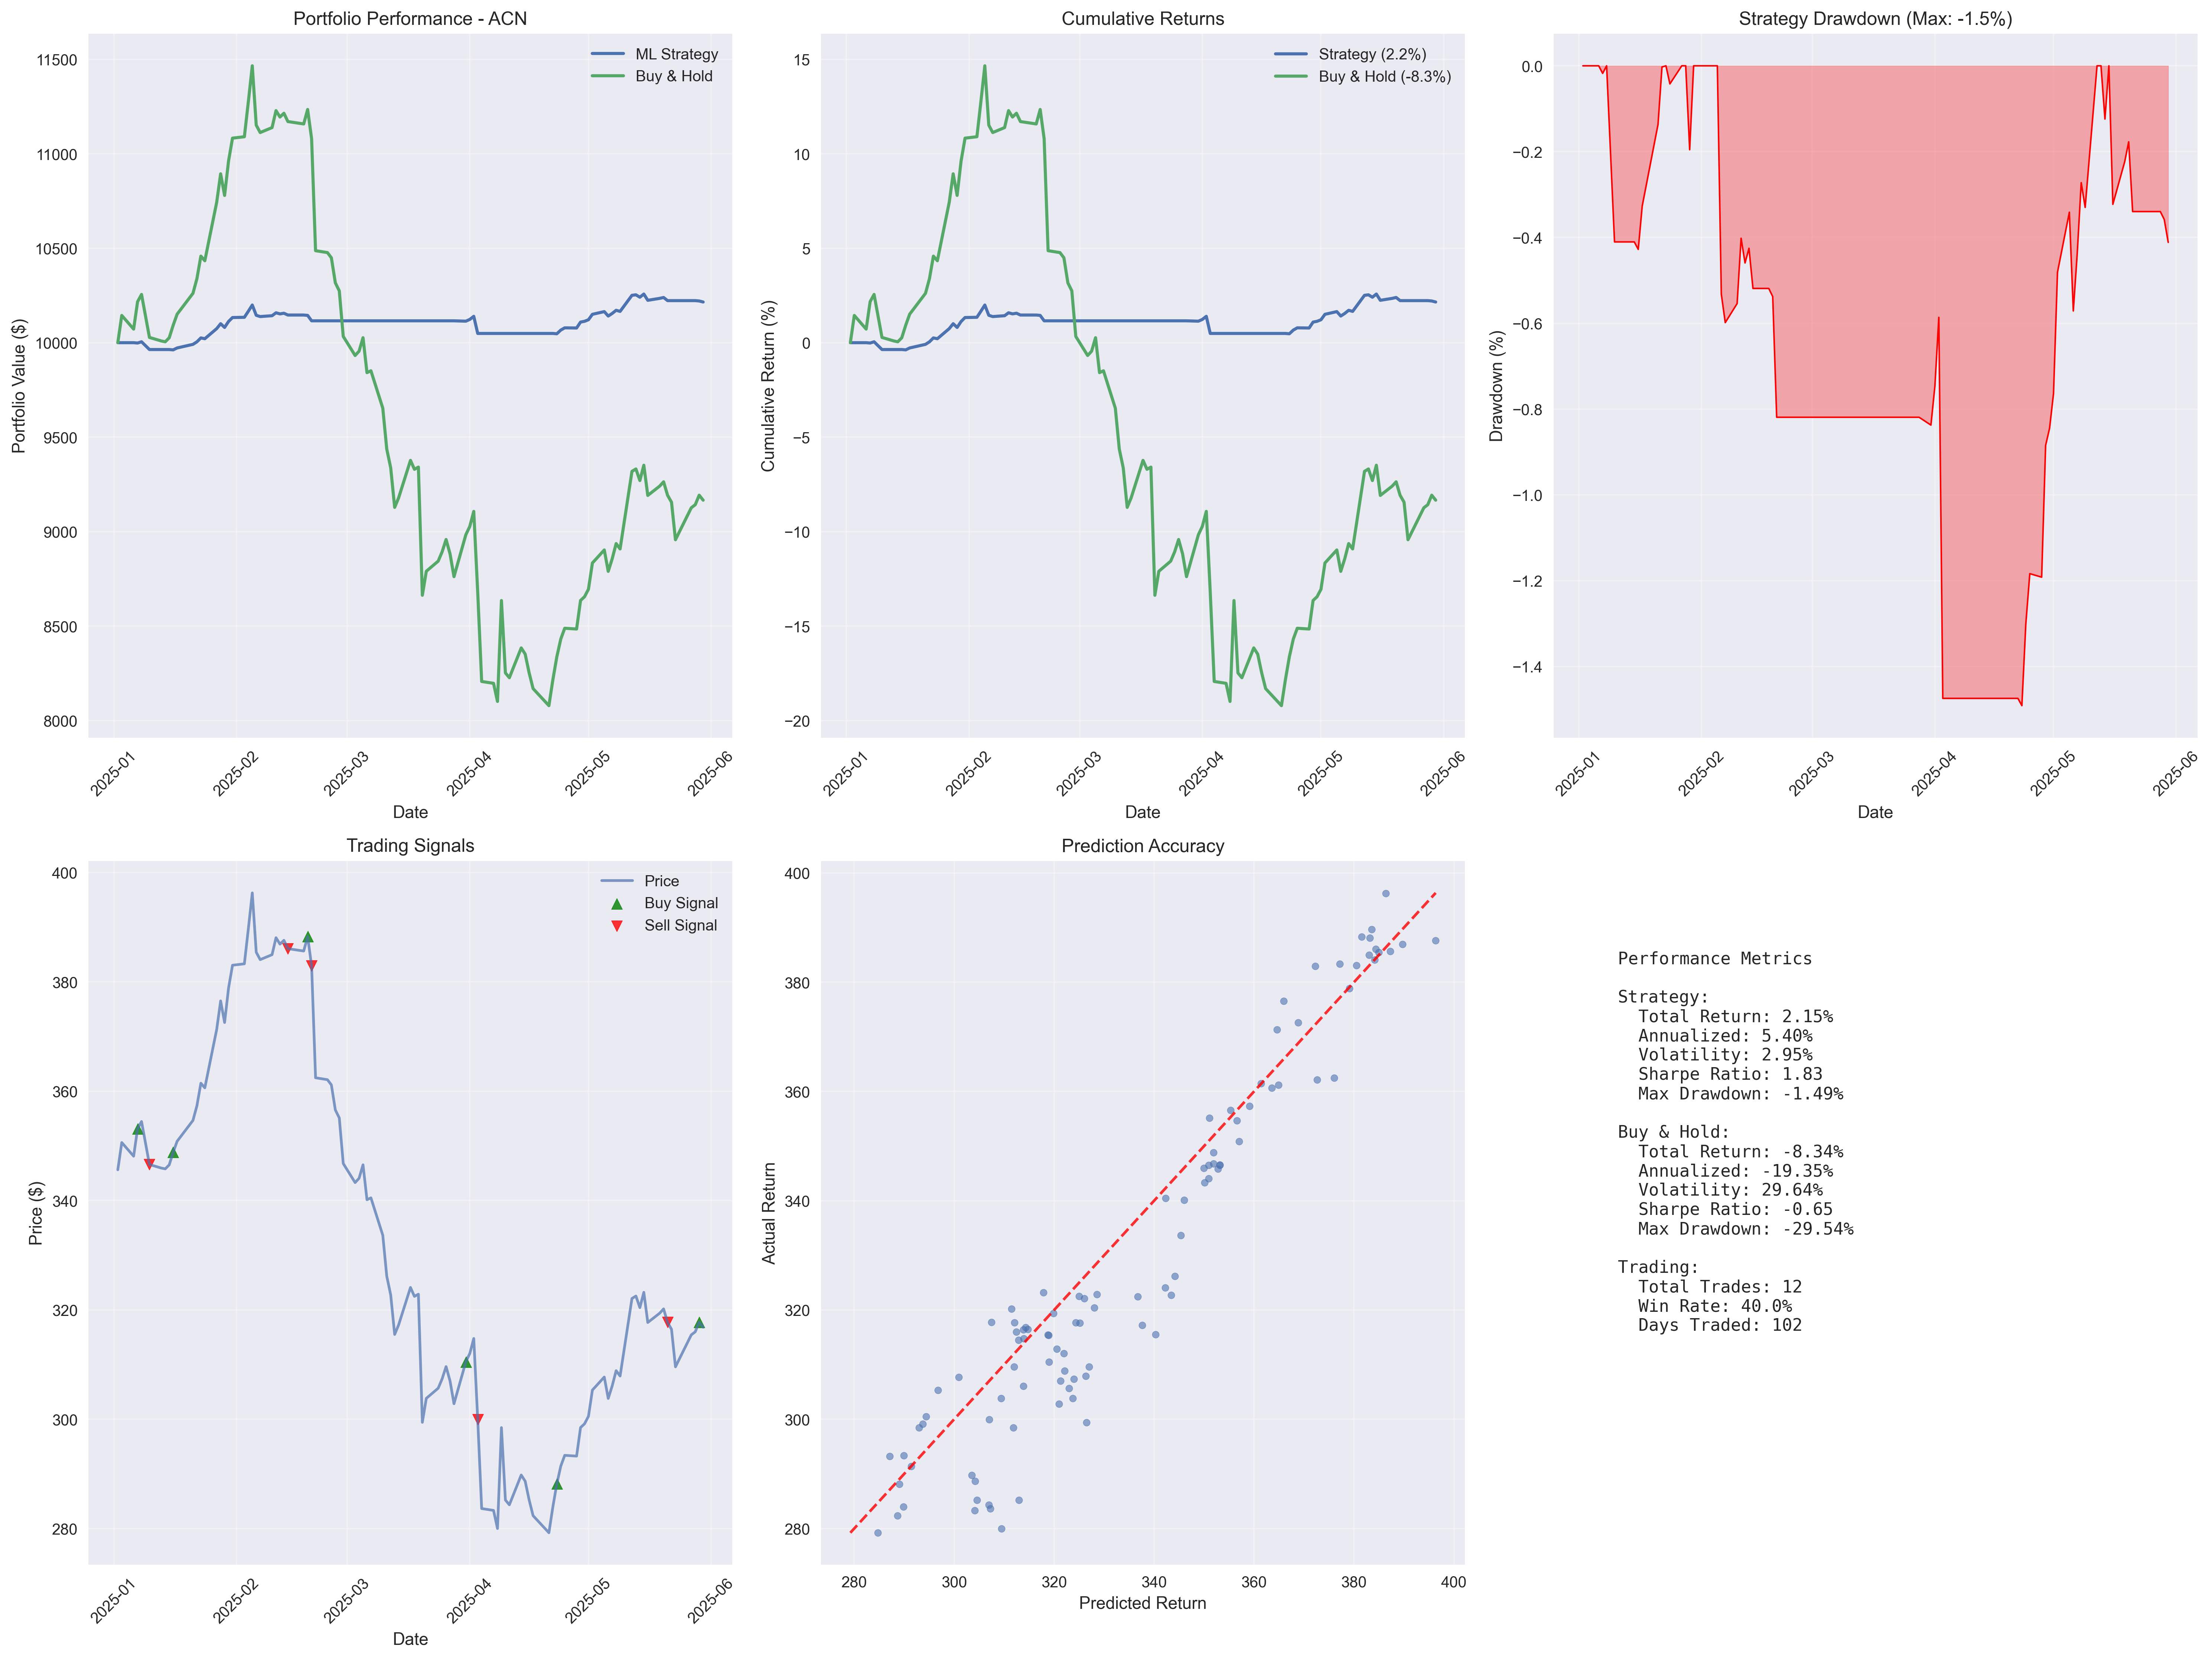 Portfolio Performance - ACN
ML Strategy
Buy & Hold
11500
11000
10500
10000
9500
9000
8500
8000
Portfolio Value ($)
2025-01
2025-02
2025-03
2025-04
2025-05
2025-06
Date
Cumulative Returns
Strategy (2.2%)
Buy & Hold (-8.3%)
15
10
5
0
−5
−10
−15
−20
Cumulative Return (%)
2025-01
2025-02
2025-03
2025-04
2025-05
2025-06
Date
Strategy Drawdown (Max: -1.5%)
0.0
−0.2
−0.4
−0.6
−0.8
−1.0
−1.2
−1.4
Drawdown (%)
2025-01
2025-02
2025-03
2025-04
2025-05
2025-06
Date
Trading Signals
Price
Buy Signal
Sell Signal
400
380
360
340
320
300
280
Price ($)
2025-01
2025-02
2025-03
2025-04
2025-05
2025-06
Date
Prediction Accuracy
400
380
360
340
320
300
280
Actual Return
280
300
320
340
360
380
400
Predicted Return
Performance Metrics
Strategy:
Total Return: 2.15%
Annualized: 5.40%
Volatility: 2.95%
Sharpe Ratio: 1.83
Max Drawdown: -1.49%
Buy & Hold:
Total Return: -8.34%
Annualized: -19.35%
Volatility: 29.64%
Sharpe Ratio: -0.65
Max Drawdown: -29.54%
Trading:
Total Trades: 12
Win Rate: 40.0%
Days Traded: 102